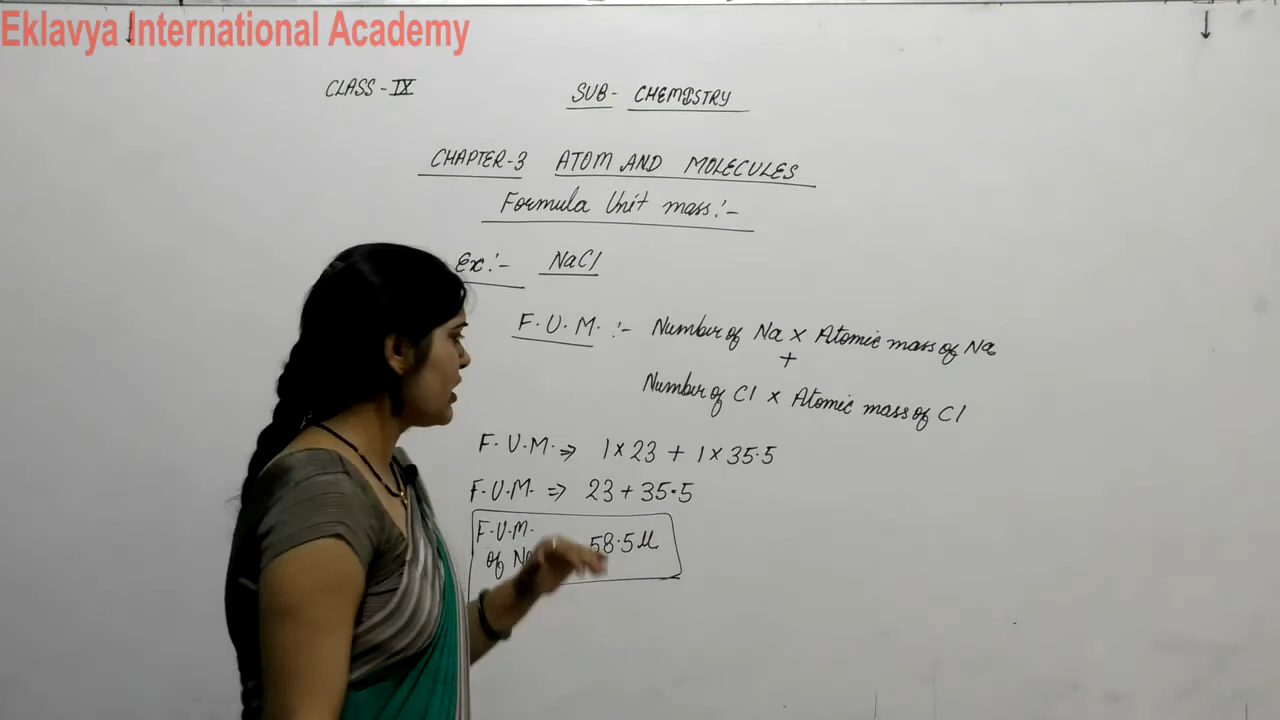 Eklavya International Academy
CLASS - IX
SUB - CHEMISTRY
CHAPTER-3 ATOM AND MOLECULES
Formula Unit mass:-
Ex:- NaCl
F.U.M. :- Number of Na × Atomic mass of Na
+
Number of Cl × Atomic mass of Cl
F.U.M. => 1×23 + 1×35.5
F.U.M. => 23+35.5
F.U.M.
of 58.5 u